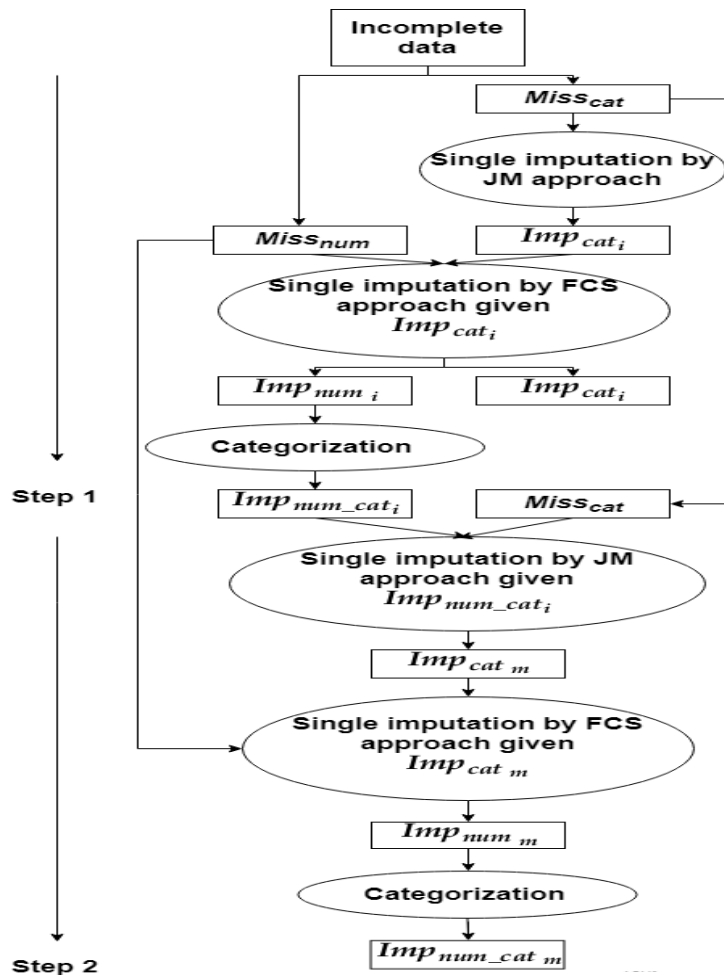 Incomplete
data
Miss_cat
Single imputation by
JM approach
Miss_num
Imp_cat_i
Single imputation by FCS
approach given
Imp_cat_i
Imp_num_i
Imp_cat_i
Categorization
Step 1
Imp_num_cat_i
Miss_cat
Single imputation by JM
approach given
Imp_num_cat_i
Imp_cat_m
Single imputation by FCS
approach given
Imp_cat_m
Imp_num_m
Categorization
Step 2
Imp_num_cat_m